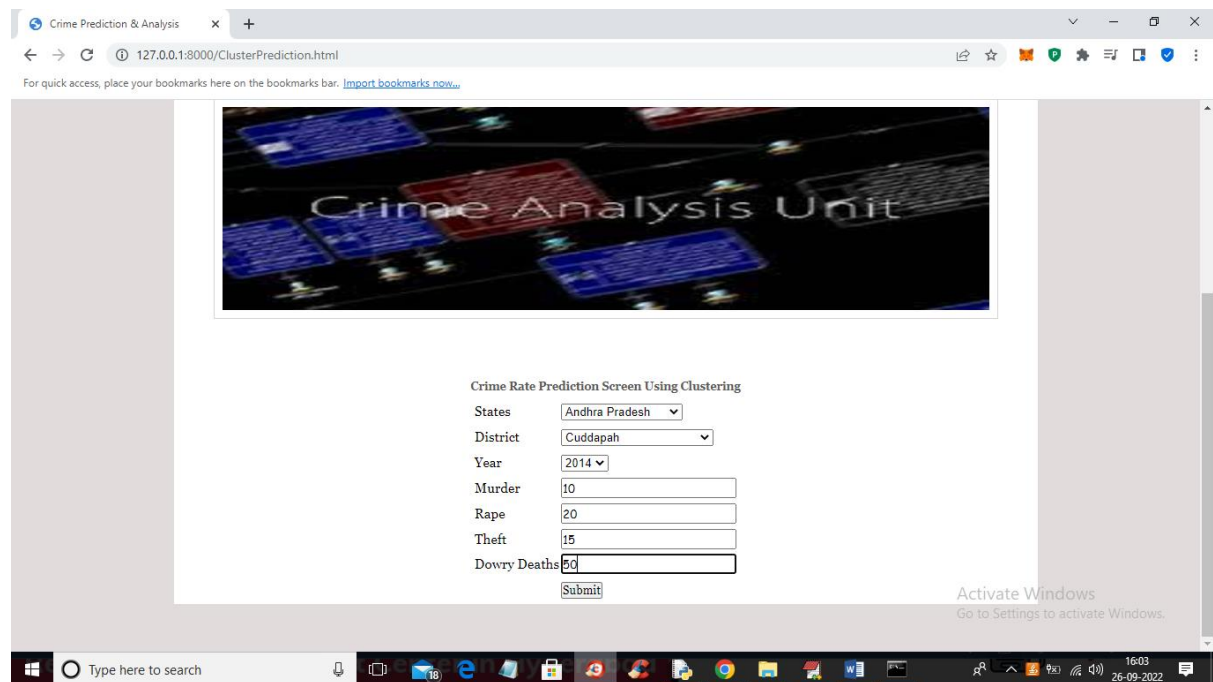 Crime Prediction & Analysis
127.0.0.1:8000/ClusterPrediction.html
For quick access, place your bookmarks here on the bookmarks bar. Import bookmarks now...
Crime Analysis Unit
Crime Rate Prediction Screen Using Clustering
States Andhra Pradesh
District Cuddapah
Year 2014
Murder 10
Rape 20
Theft 15
Dowry Deaths 50
Submit
Activate Windows
Go to Settings to activate Windows.
Type here to search
18
16:03
26-09-2022